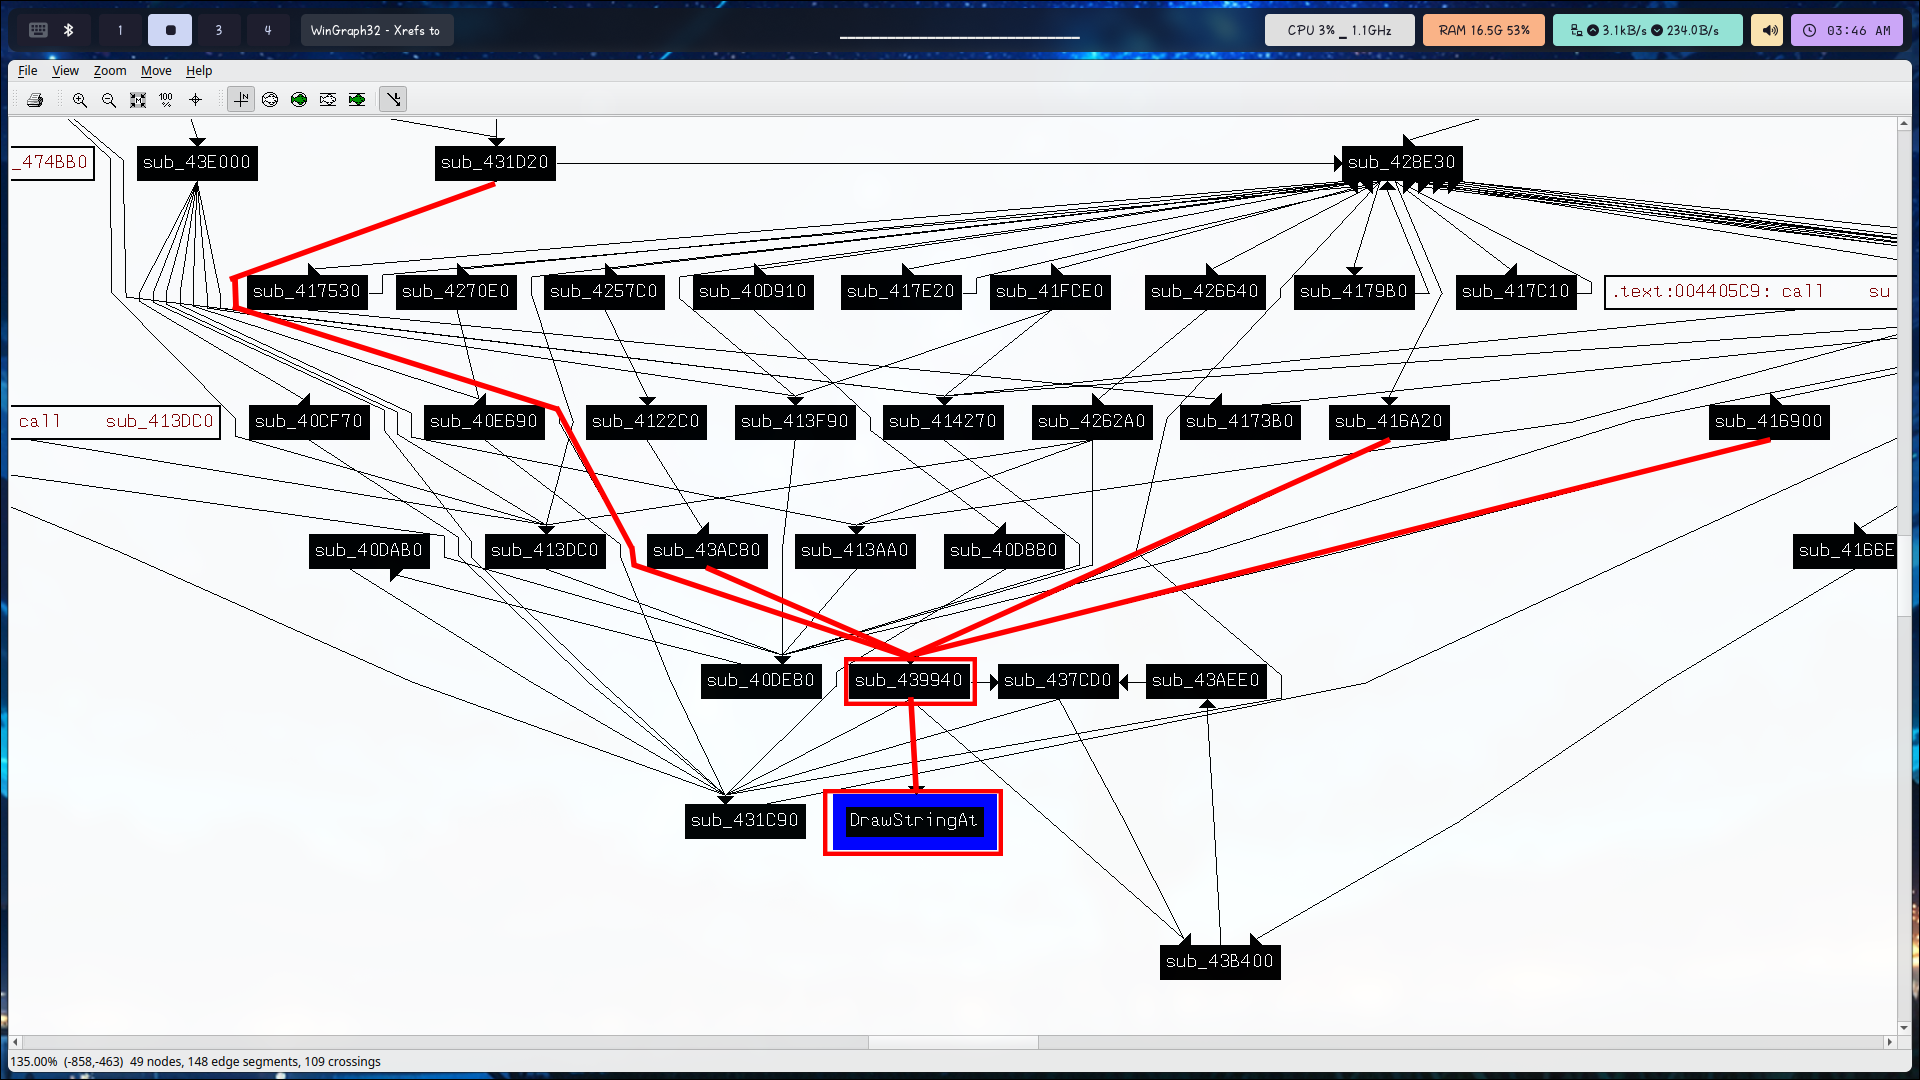 1
3
4
WinGraph32 - Xrefs to
CPU 3% _ 1.1GHz
RAM 16.5G 53%
3.1kB/s 234.0B/s
03:46 AM
File View Zoom Move Help
100 %
N
_474BB0
sub_43E000
sub_431D20
sub_428E30
sub_417530
sub_4270E0
sub_4257C0
sub_40D910
sub_417E20
sub_41FCE0
sub_426640
sub_4179B0
sub_417C10
.text:004405C9: call su
call sub_413DC0
sub_40CF70
sub_40E690
sub_4122C0
sub_413F90
sub_414270
sub_4262A0
sub_4173B0
sub_416A20
sub_416900
sub_40DAB0
sub_413DC0
sub_43AC80
sub_413AA0
sub_40D880
sub_4166E
sub_40DE80
sub_439940
sub_437CD0
sub_43AEE0
sub_431C90
DrawStringAt
sub_43B400
135.00% (-858,-463) 49 nodes, 148 edge segments, 109 crossings